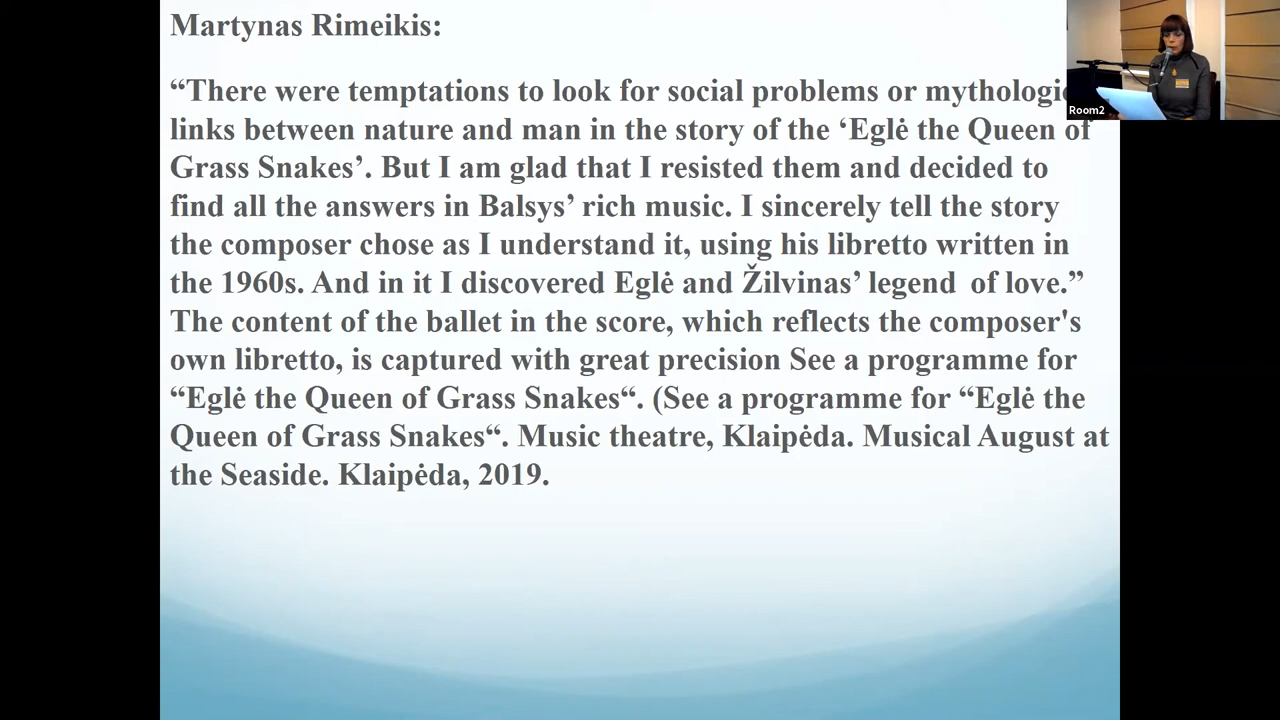 Martynas Rimeikis:
“There were temptations to look for social problems or mythologic
links between nature and man in the story of the ‘Eglė the Queen of
Grass Snakes’. But I am glad that I resisted them and decided to
find all the answers in Balsys’ rich music. I sincerely tell the story
the composer chose as I understand it, using his libretto written in
the 1960s. And in it I discovered Eglė and Žilvinas’ legend of love.”
The content of the ballet in the score, which reflects the composer's
own libretto, is captured with great precision See a programme for
“Eglė the Queen of Grass Snakes“. (See a programme for “Eglė the
Queen of Grass Snakes“. Music theatre, Klaipėda. Musical August at
the Seaside. Klaipėda, 2019.
Room2